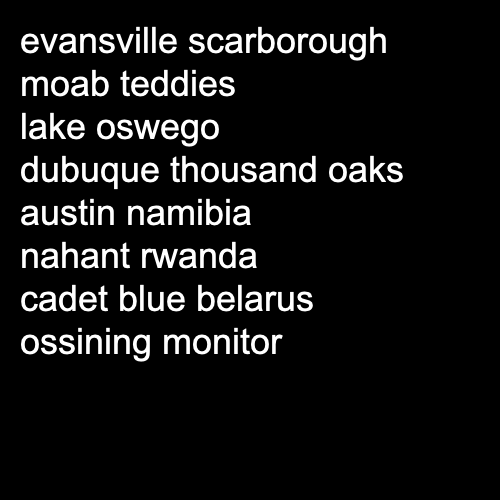 evansville scarborough
moab teddies
lake oswego
dubuque thousand oaks
austin namibia
nahant rwanda
cadet blue belarus
ossining monitor